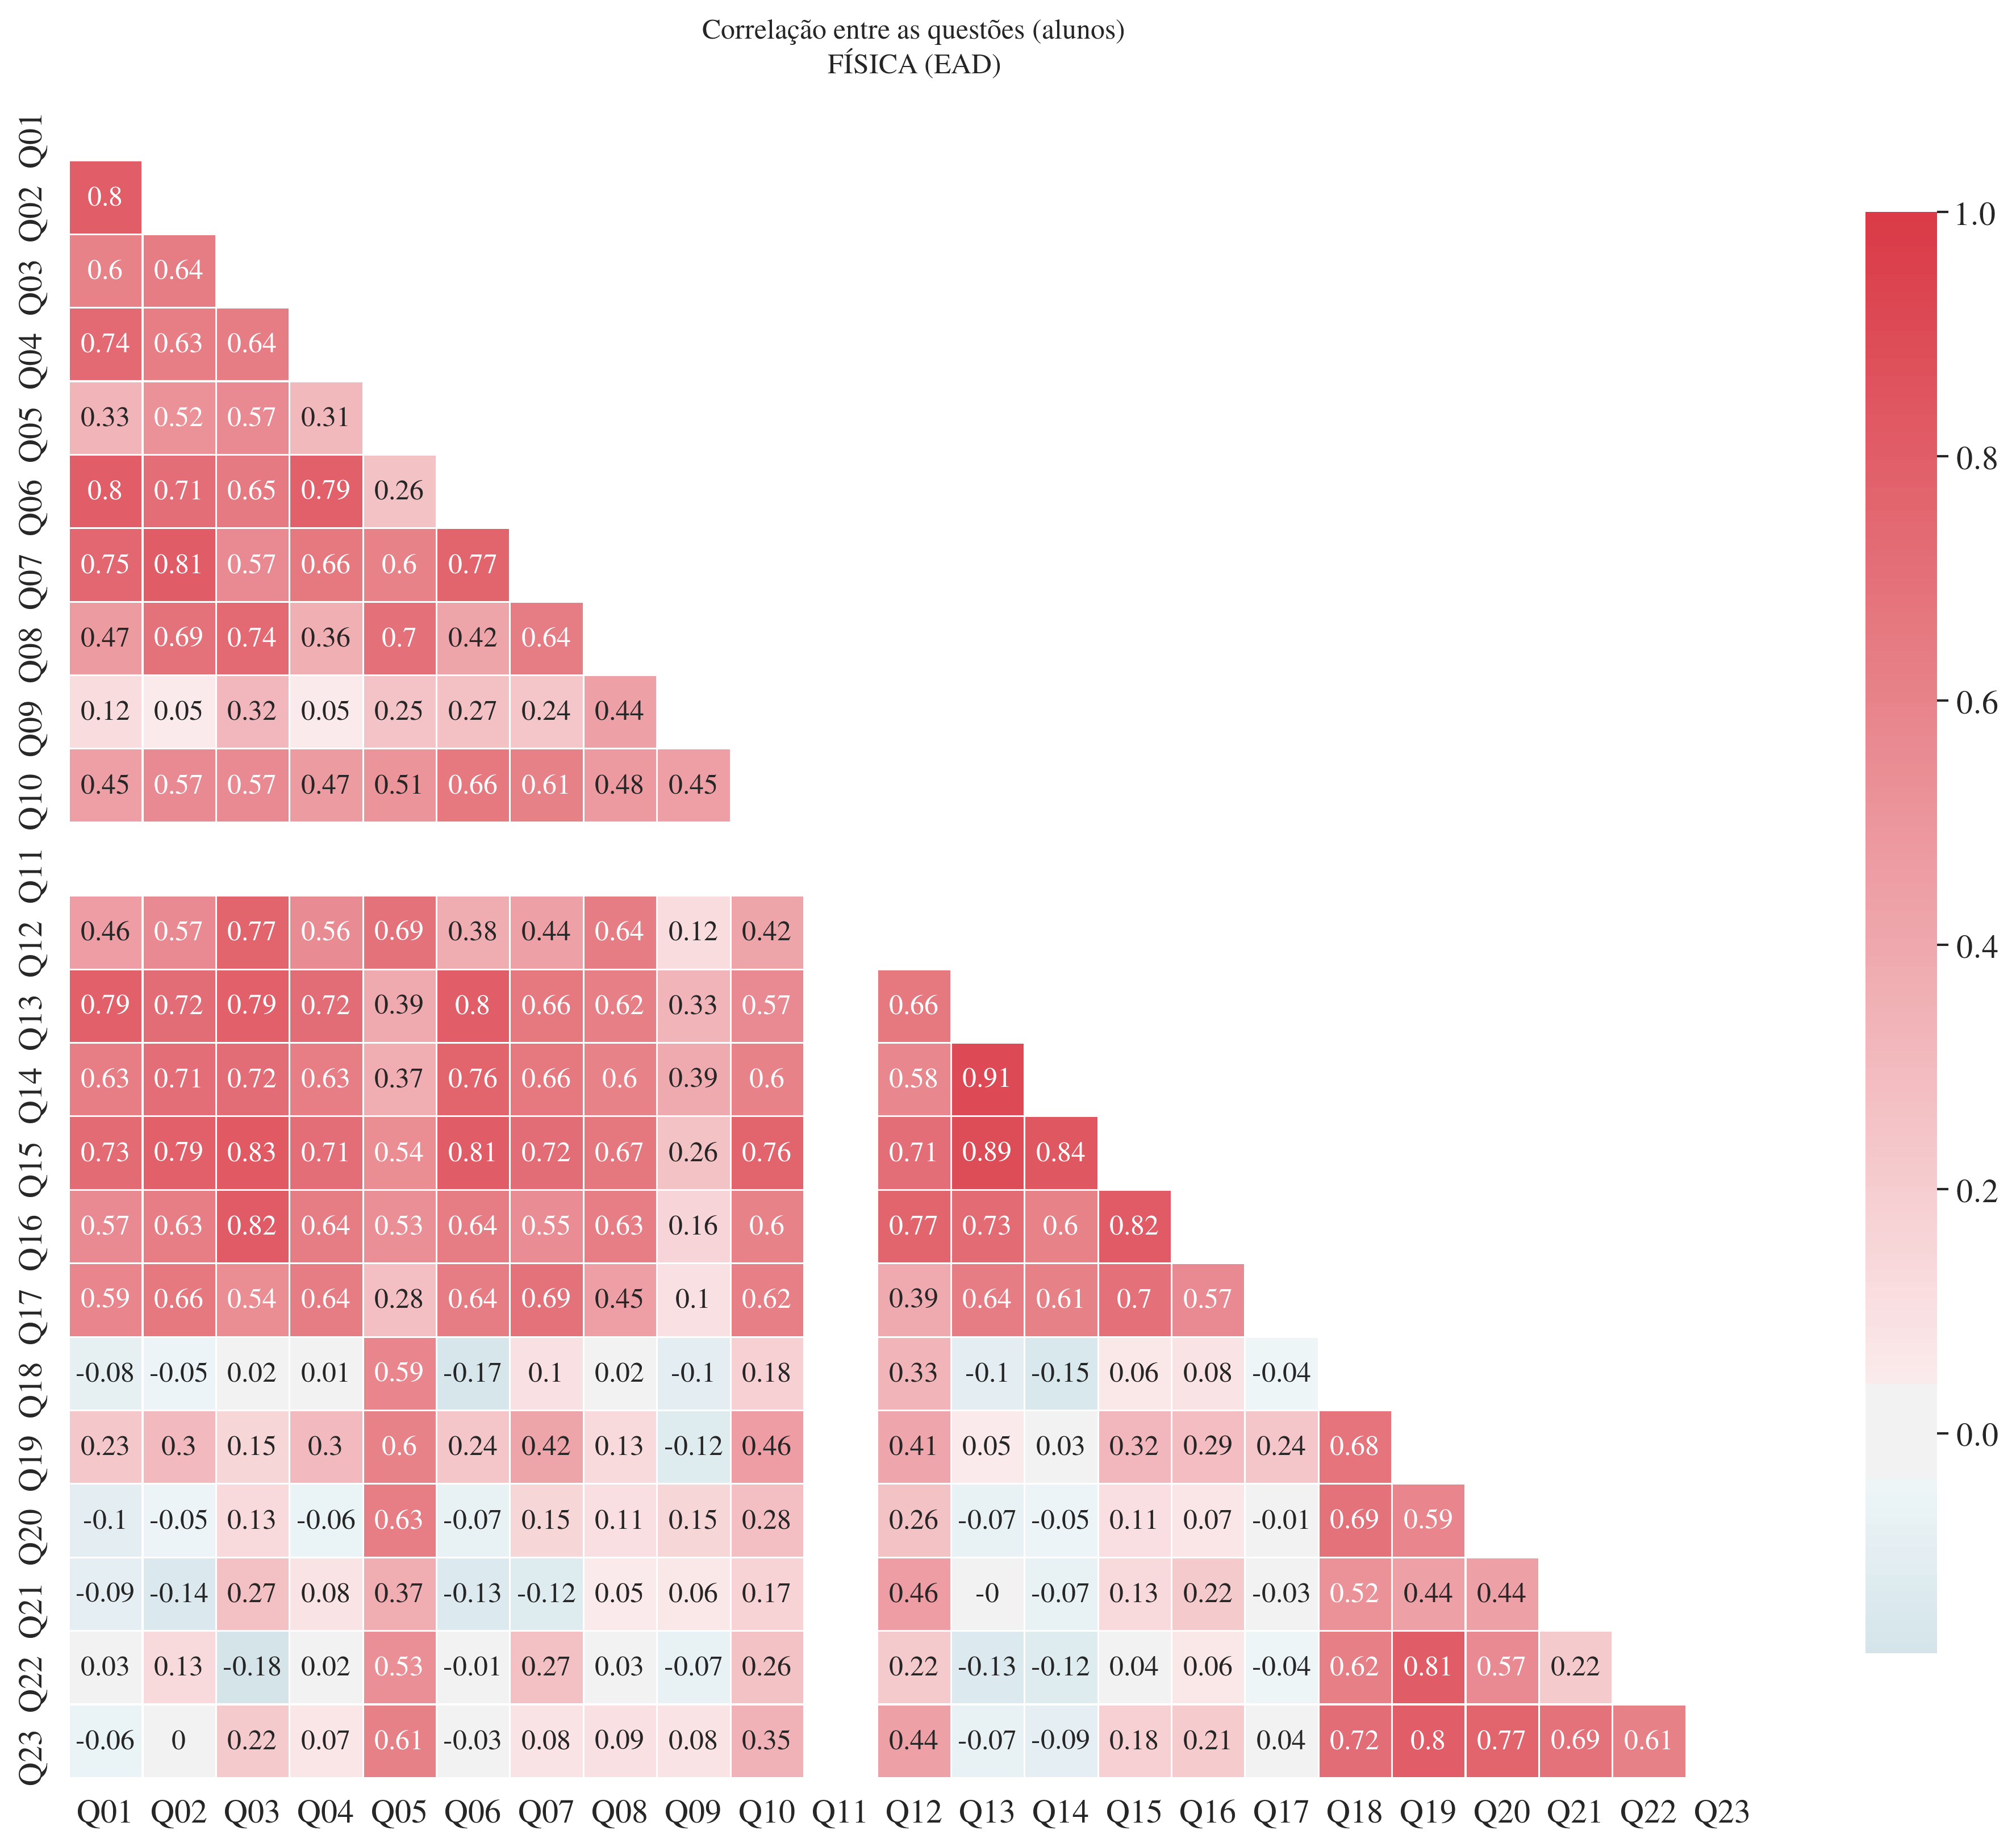 Correlação entre as questões (alunos)
FÍSICA (EAD)
Q01
Q02 0.8
Q03 0.6 0.64
Q04 0.74 0.63 0.64
Q05 0.33 0.52 0.57 0.31
Q06 0.8 0.71 0.65 0.79 0.26
Q07 0.75 0.81 0.57 0.66 0.6 0.77
Q08 0.47 0.69 0.74 0.36 0.7 0.42 0.64
Q09 0.12 0.05 0.32 0.05 0.25 0.27 0.24 0.44
Q10 0.45 0.57 0.57 0.47 0.51 0.66 0.61 0.48 0.45
Q11
Q12 0.46 0.57 0.77 0.56 0.69 0.38 0.44 0.64 0.12 0.42
Q13 0.79 0.72 0.79 0.72 0.39 0.8 0.66 0.62 0.33 0.57 0.66
Q14 0.63 0.71 0.72 0.63 0.37 0.76 0.66 0.6 0.39 0.6 0.58 0.91
Q15 0.73 0.79 0.83 0.71 0.54 0.81 0.72 0.67 0.26 0.76 0.71 0.89 0.84
Q16 0.57 0.63 0.82 0.64 0.53 0.64 0.55 0.63 0.16 0.6 0.77 0.73 0.6 0.82
Q17 0.59 0.66 0.54 0.64 0.28 0.64 0.69 0.45 0.1 0.62 0.39 0.64 0.61 0.7 0.57
Q18 -0.08 -0.05 0.02 0.01 0.59 -0.17 0.1 0.02 -0.1 0.18 0.33 -0.1 -0.15 0.06 0.08 -0.04
Q19 0.23 0.3 0.15 0.3 0.6 0.24 0.42 0.13 -0.12 0.46 0.41 0.05 0.03 0.32 0.29 0.24 0.68
Q20 -0.1 -0.05 0.13 -0.06 0.63 -0.07 0.15 0.11 0.15 0.28 0.26 -0.07 -0.05 0.11 0.07 -0.01 0.69 0.59
Q21 -0.09 -0.14 0.27 0.08 0.37 -0.13 -0.12 0.05 0.06 0.17 0.46 -0 -0.07 0.13 0.22 -0.03 0.52 0.44 0.44
Q22 0.03 0.13 -0.18 0.02 0.53 -0.01 0.27 0.03 -0.07 0.26 0.22 -0.13 -0.12 0.04 0.06 -0.04 0.62 0.81 0.57 0.22
Q23 -0.06 0 0.22 0.07 0.61 -0.03 0.08 0.09 0.08 0.35 0.44 -0.07 -0.09 0.18 0.21 0.04 0.72 0.8 0.77 0.69 0.61
Q01 Q02 Q03 Q04 Q05 Q06 Q07 Q08 Q09 Q10 Q11 Q12 Q13 Q14 Q15 Q16 Q17 Q18 Q19 Q20 Q21 Q22 Q23
1.0
0.8
0.6
0.4
0.2
0.0